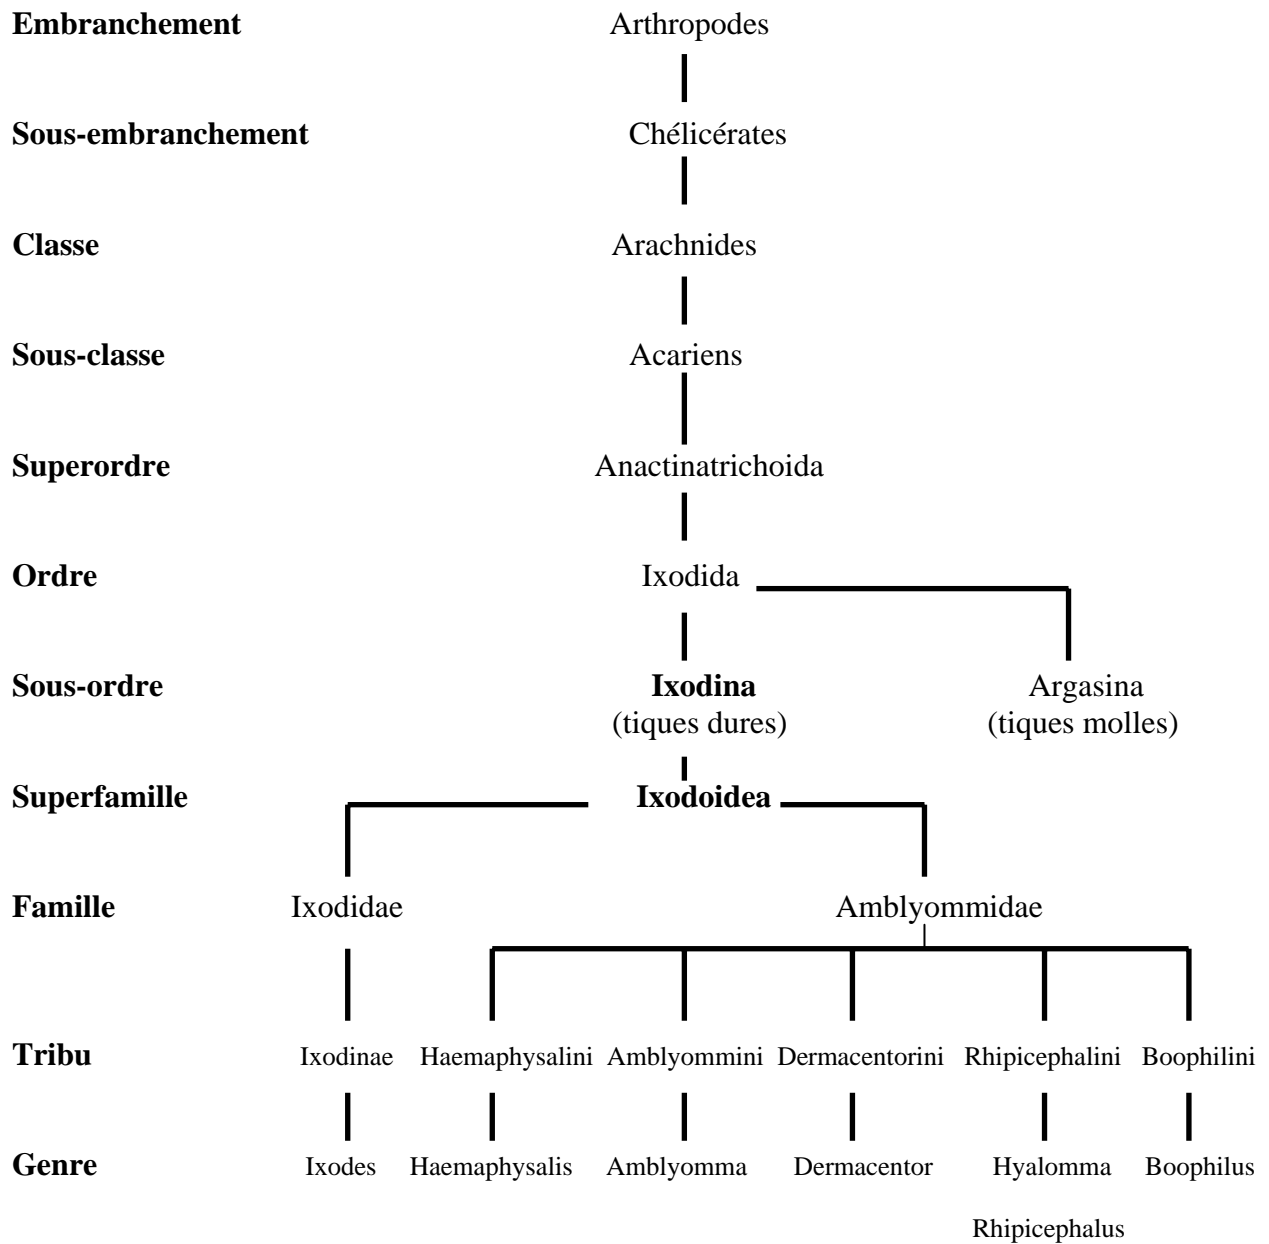 Embranchement Arthropodes
Sous-embranchement Chélicérates
Classe Arachnides
Sous-classe Acariens
Superordre Anactinatrichoida
Ordre Ixodida
Sous-ordre Ixodina Argasina
(tiques dures) (tiques molles)
Superfamille Ixodoidea
Famille Ixodidae Amblyommidae
Tribu Ixodinae Haemaphysalini Amblyommini Dermacentorini Rhipicephalini Boophilini
Genre Ixodes Haemaphysalis Amblyomma Dermacentor Hyalomma Boophilus
Rhipicephalus